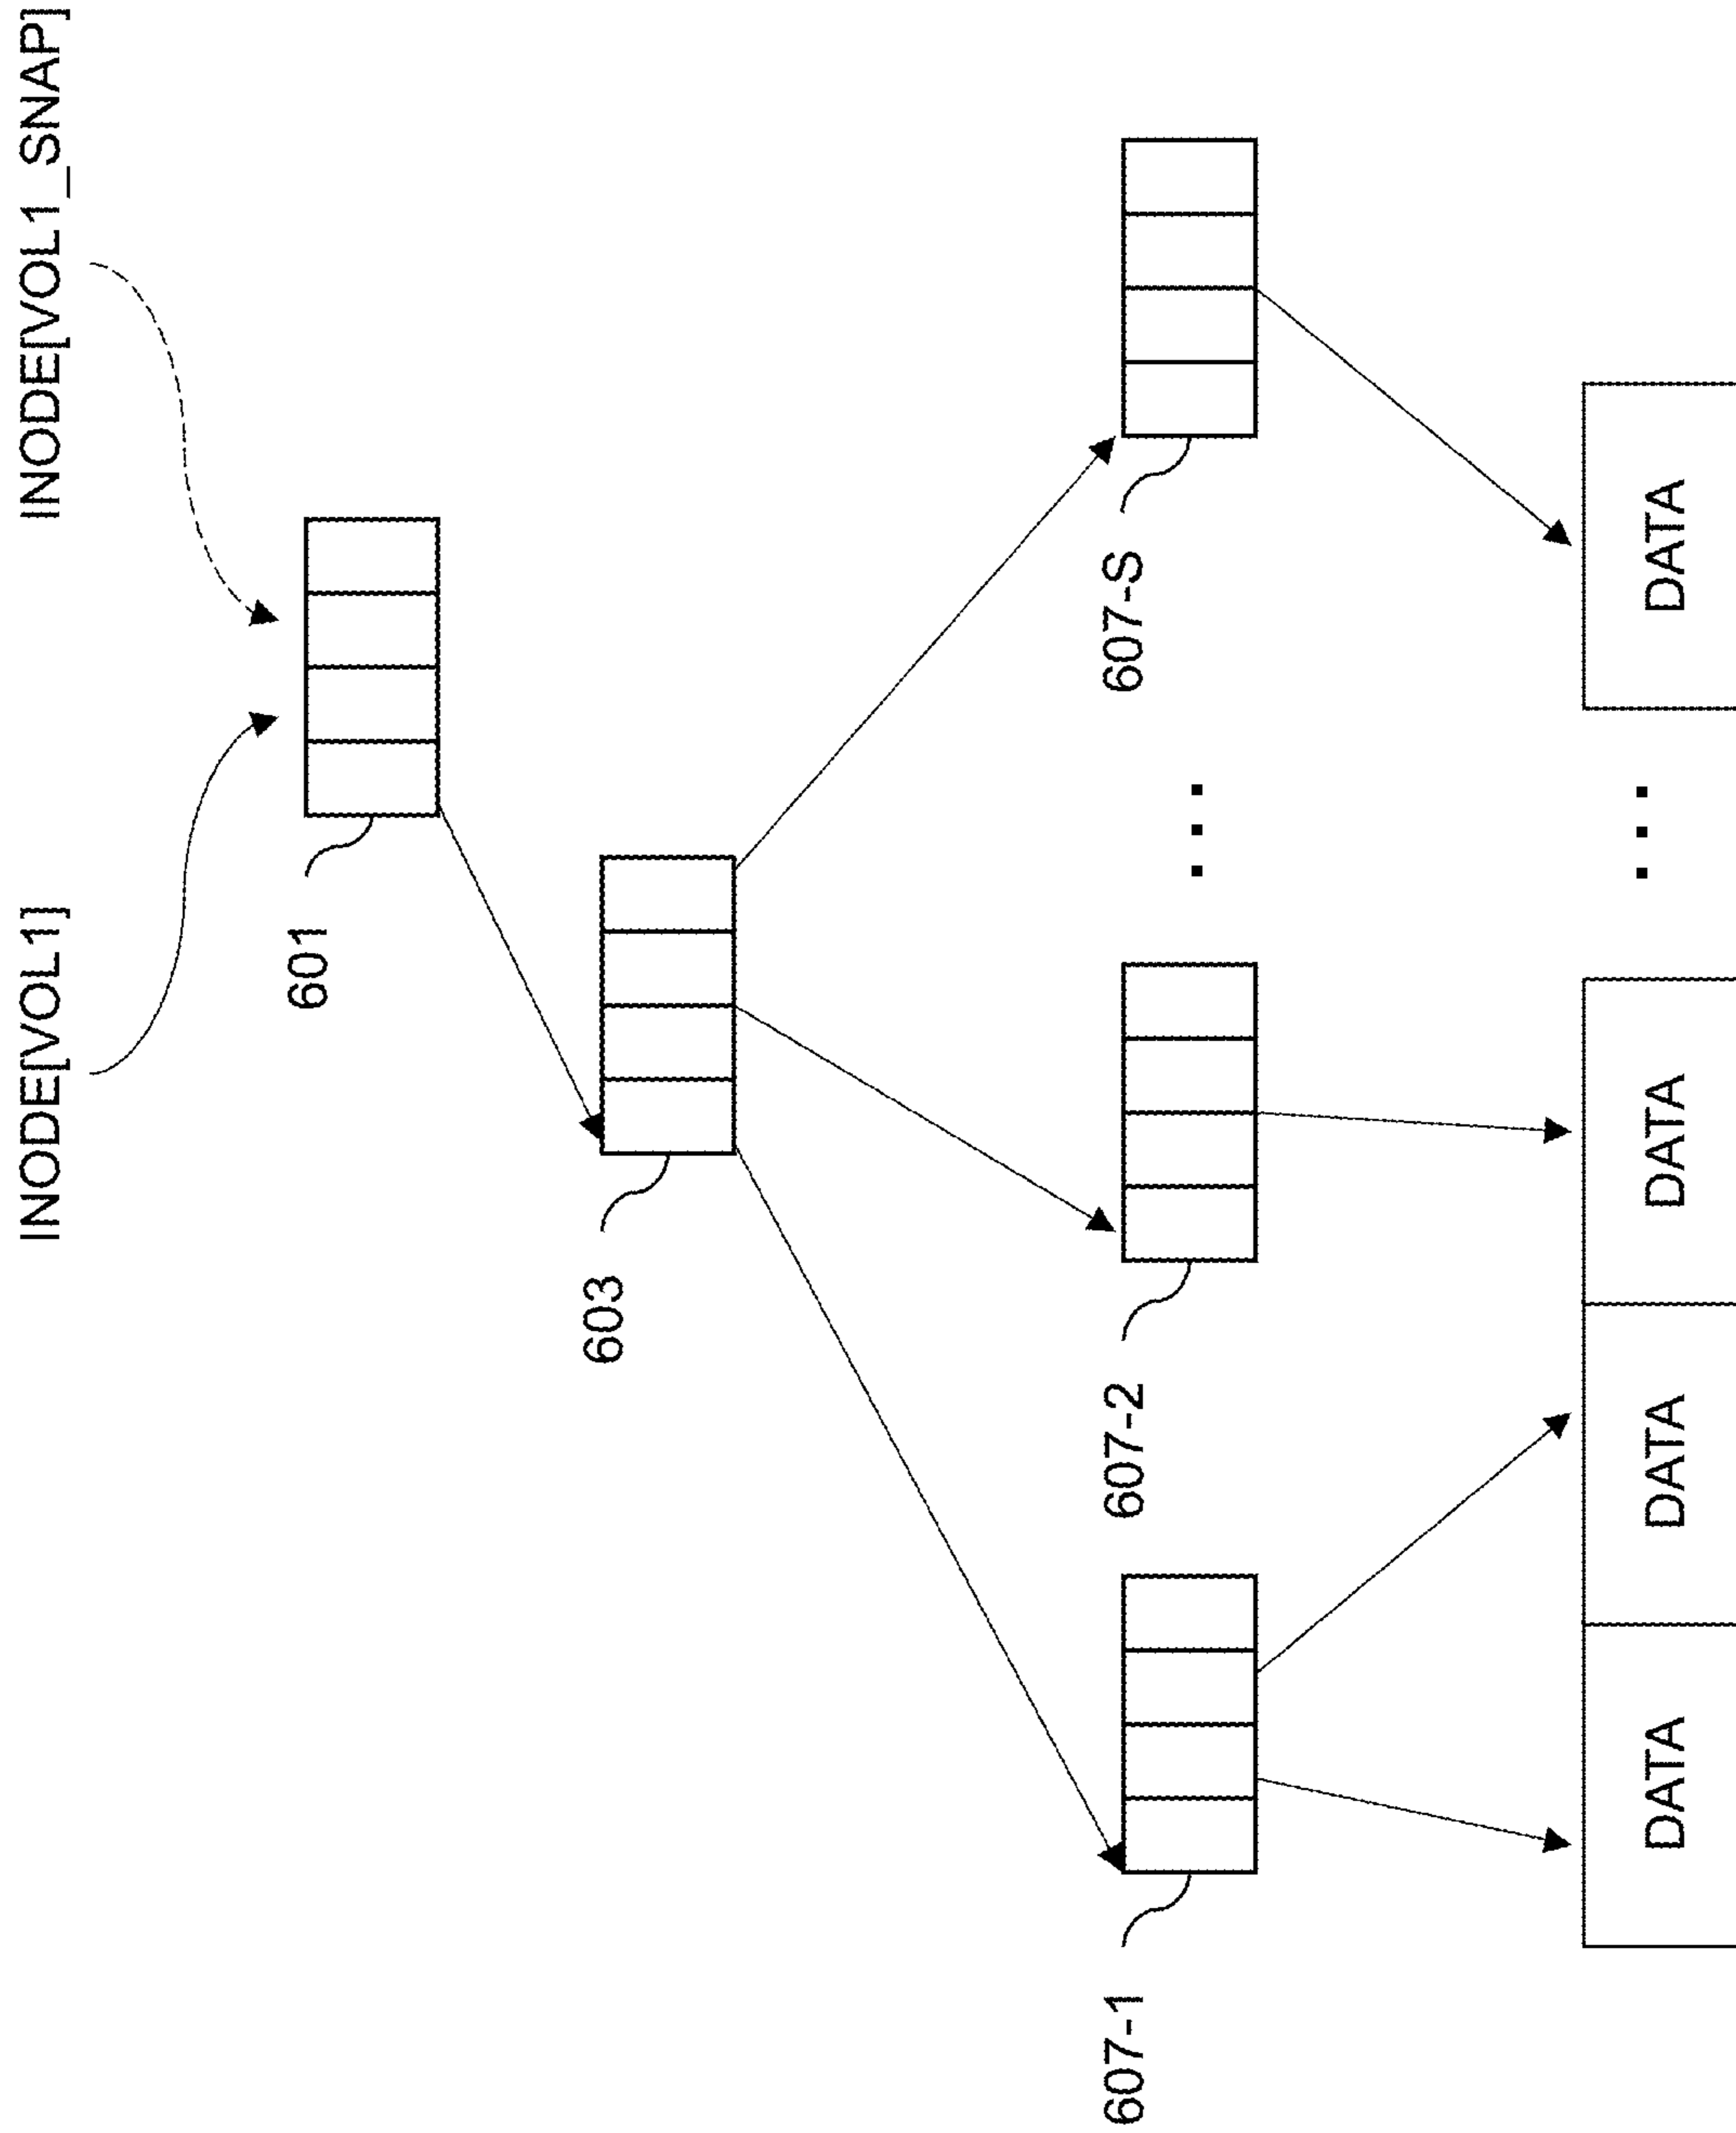 INODE[VOL1]
INODE[VOL1_SNAP]
601
603
607-1
607-2
607-S
...
DATA
DATA
DATA
...
DATA